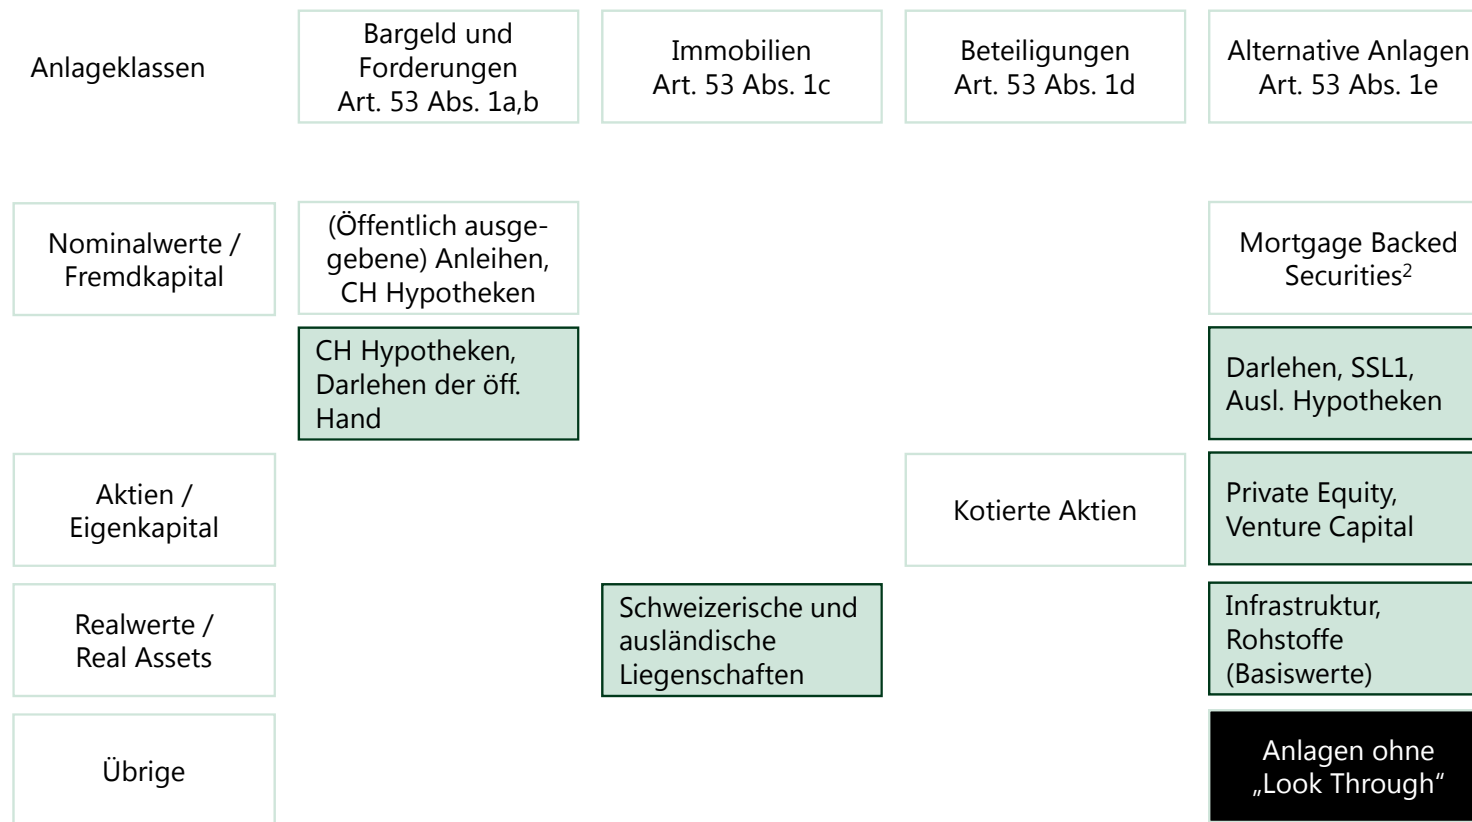 Anlageklassen
Bargeld und
Forderungen
Art. 53 Abs. 1a,b
Immobilien
Art. 53 Abs. 1c
Beteiligungen
Art. 53 Abs. 1d
Alternative Anlagen
Art. 53 Abs. 1e
Nominalwerte /
Fremdkapital
(Öffentlich ausge-
gebene) Anleihen,
CH Hypotheken
Mortgage Backed
Securities²
CH Hypotheken,
Darlehen der öff.
Hand
Darlehen, SSL1,
Ausl. Hypotheken
Aktien /
Eigenkapital
Kotierte Aktien
Private Equity,
Venture Capital
Realwerte /
Real Assets
Schweizerische und
ausländische
Liegenschaften
Infrastruktur,
Rohstoffe
(Basiswerte)
Übrige
Anlagen ohne
„Look Through“